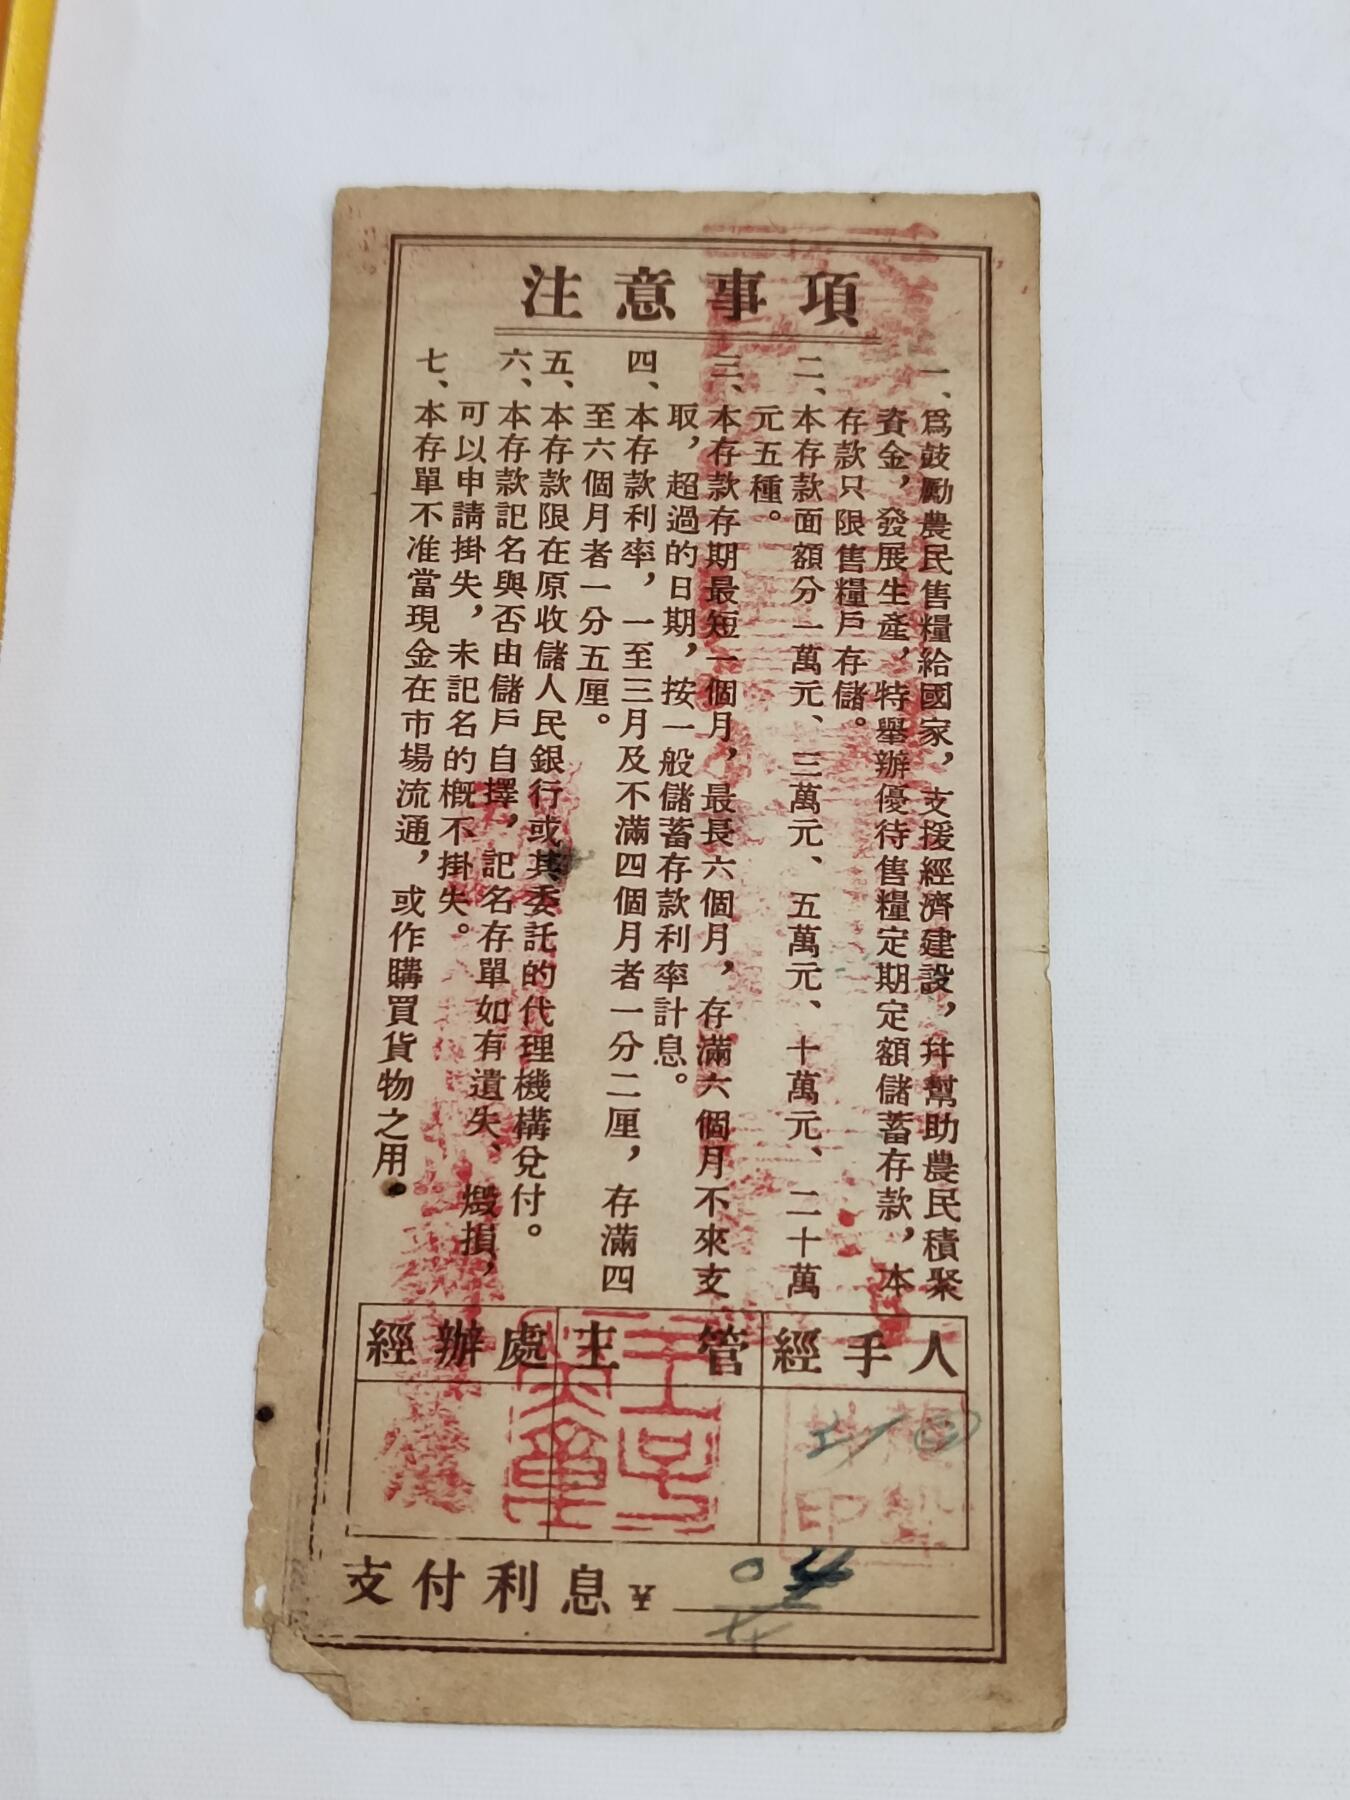 注意事項
一、爲鼓勵農民售糧給國家，支援經濟建設，幷幫助農民積聚
資金，發展生產，特舉辦優待售糧定期定額儲蓄存款，本
存款只限售糧戶存儲。
二、本存款面額分一萬元、三萬元、五萬元、十萬元、二十萬
元五種。
三、本存款存期最短一個月，最長六個月，存滿六個月不來支
取，超過的日期，按一般儲蓄存款利率計息。
四、本存款利率，一至三月及不滿四個月者一分二厘，存滿四
至六個月者一分五厘。
五、本存款限在原收儲人民銀行或其委託的代理機構兌付。
六、本存款記名與否由儲戶自擇，記名存單如有遺失、燬損，
可以申請掛失，未記名的概不掛失。
七、本存單不准當現金在市場流通，或作購買貨物之用。
經辦處 主管 經手人
支付利息¥